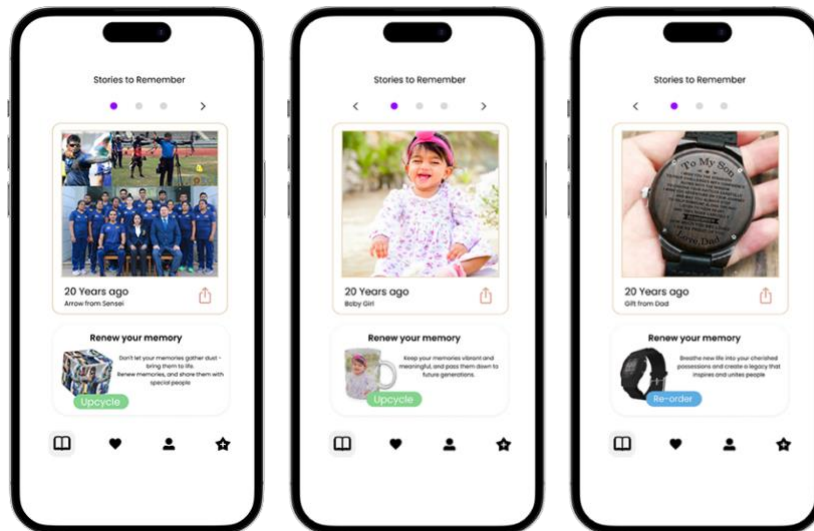 Stories to Remember
20 Years ago
Arrow from Sensei
Renew your memory
Don't let your memories gather dust -
bring them to life.
Renew memories, and share them with
special people
Upcycle
Stories to Remember
20 Years ago
Baby Girl
Renew your memory
Keep your memories vibrant and
meaningful, and pass them down to
future generations.
Upcycle
Stories to Remember
To My Son
Love, Dad
20 Years ago
Gift from Dad
Renew your memory
Breathe new life into your cherished
possessions and create a legacy that
inspires and unites people
Re-order